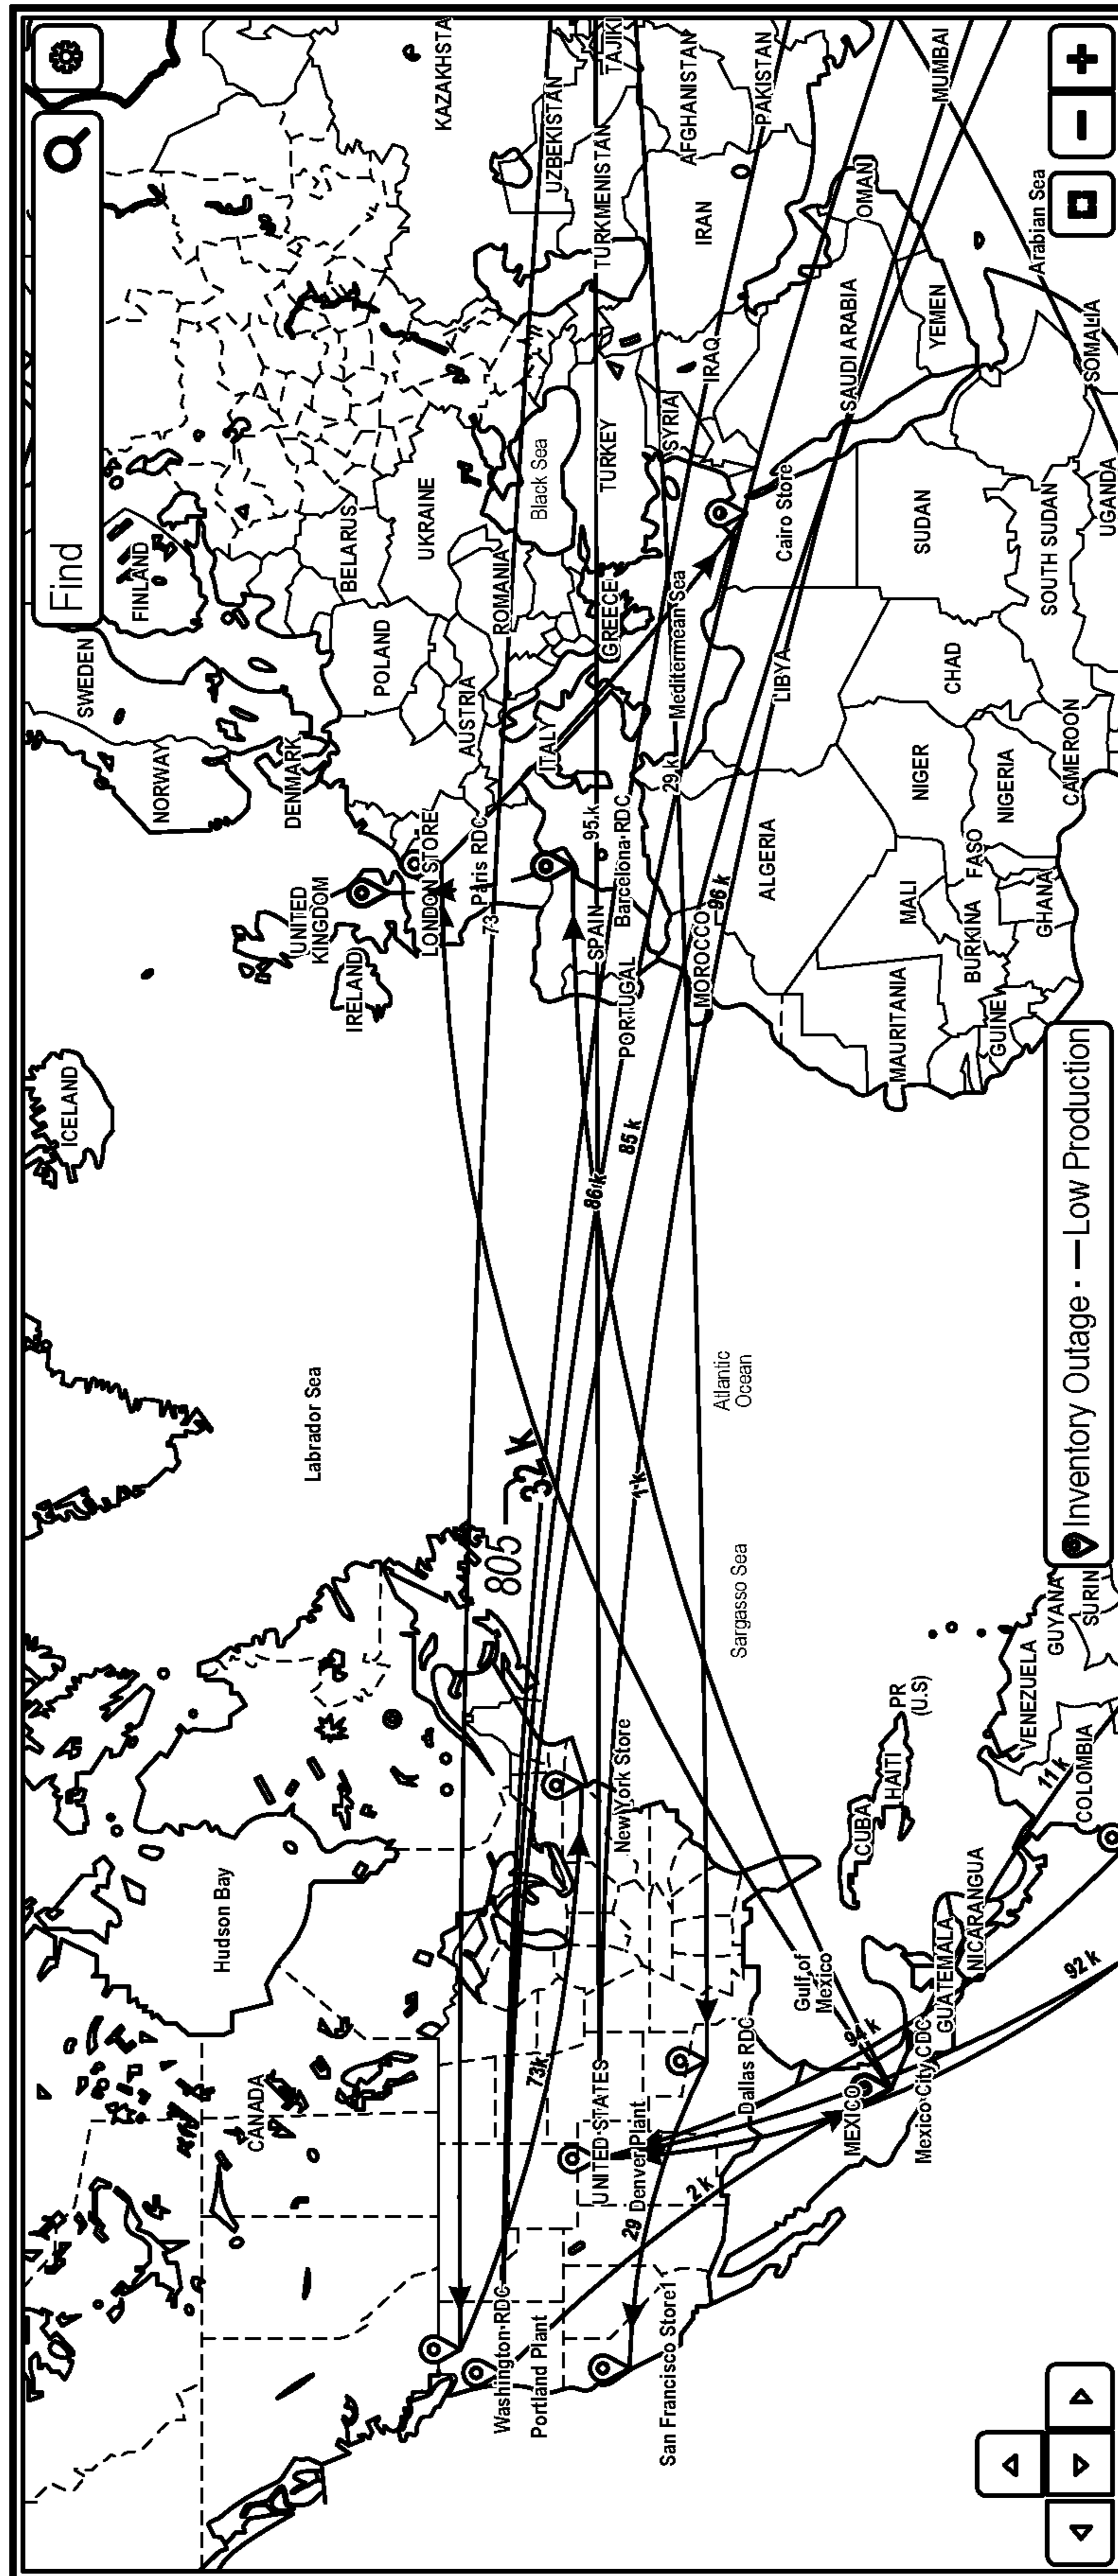 Find
SWEDEN
FINLAND
NORWAY
ICELAND
DENMARK
KAZAKHSTA
Hudson Bay
CANADA
Labrador Sea
UNITED
KINGDOM
IRELAND
BELARUS
POLAND
UKRAINE
LONDON STORE
AUSTRIA
Paris RDC
73
ROMANIA
Black Sea
UZBEKISTAN
805
32 k
Washington RDC
Portland Plant
73k
ITALY
95 k
86 k
SPAIN
Barcelona RDC
PORTUGAL
85 k
GREECE
TURKEY
TURKMENISTAN
TAJIKI
UNITED STATES
New York Store
Denver Plant
29
San Francisco Store1
2 k
1 k
29 k
Meditermean Sea
SYRIA
IRAQ
IRAN
AFGHANISTAN
PAKISTAN
MOROCCO
96 k
Atlantic
Ocean
Sargasso Sea
Dallas RDC
Gulf of
Mexico
ALGERIA
LIBYA
Cairo Store
SAUDI ARABIA
OMAN
MUMBAI
MEXICO
94 k
Mexico City CDC
CUBA
HAITI
PR
(U.S)
GUATEMALA
NICARANGUA
MAURITANIA
MALI
NIGER
CHAD
SUDAN
YEMEN
Arabian Sea
BURKINA
FASO
GUINE
GHANA
NIGERIA
CAMEROON
SOUTH SUDAN
UGANDA
SOMALIA
92 k
11 k
COLOMBIA
VENEZUELA
GUYANA
SURIN
Inventory Outage · — Low Production